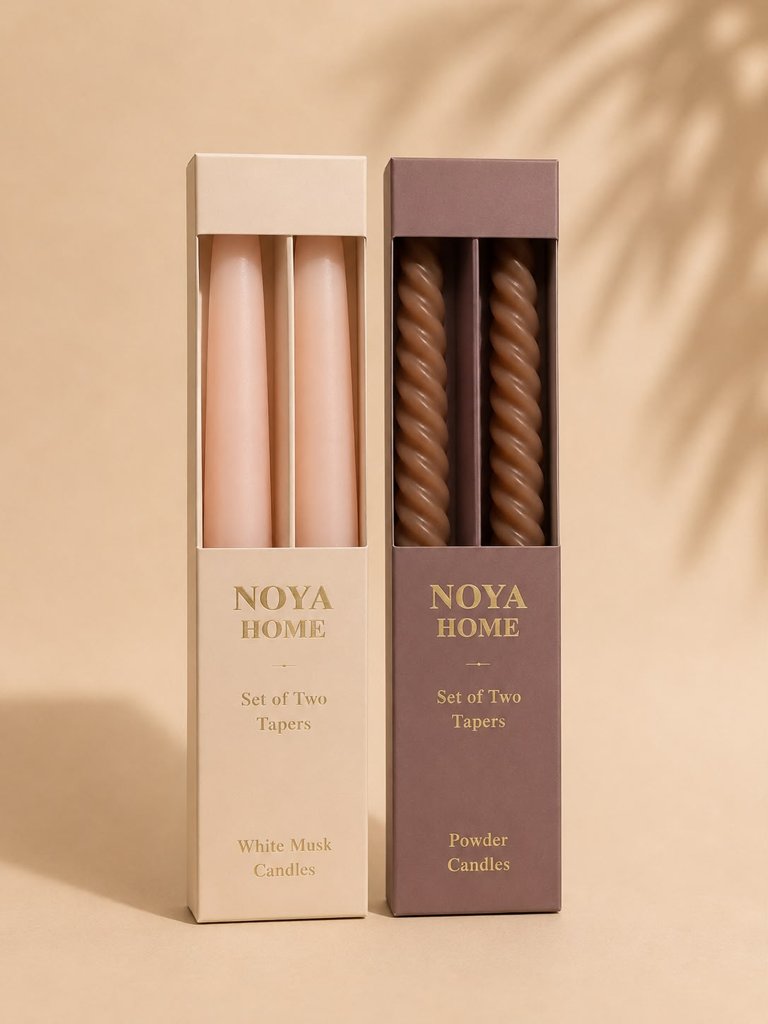 NOYA
HOME
Set of Two
Tapers
White Musk
Candles
NOYA
HOME
Set of Two
Tapers
Powder
Candles